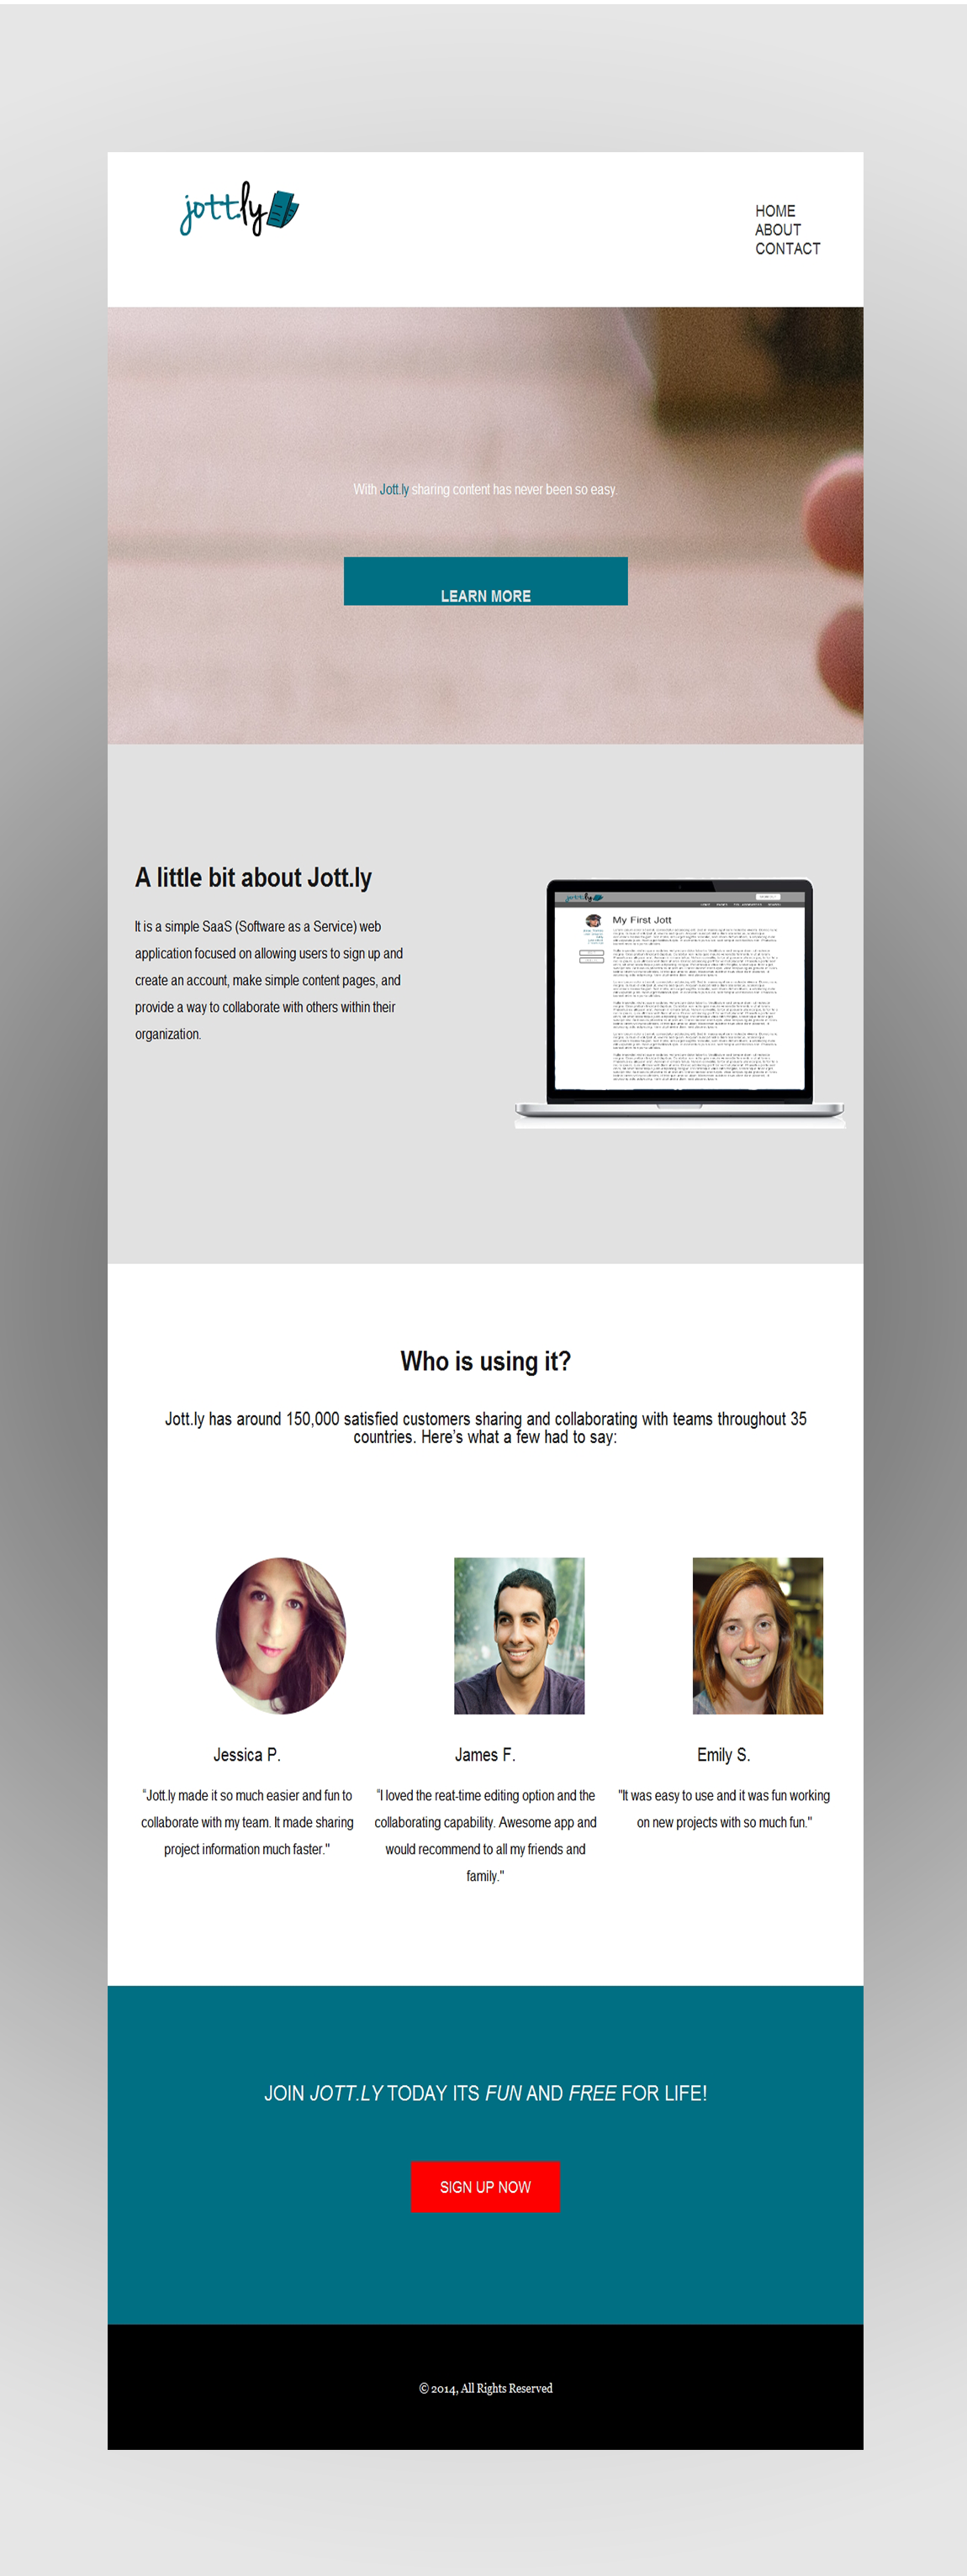 jott.ly
HOME
ABOUT
CONTACT
With Jott.ly sharing content has never been so easy.
LEARN MORE
A little bit about Jott.ly
It is a simple SaaS (Software as a Service) web
application focused on allowing users to sign up and
create an account, make simple content pages, and
provide a way to collaborate with others within their
organization.
jott.ly
My First Jott
Who is using it?
Jott.ly has around 150,000 satisfied customers sharing and collaborating with teams throughout 35
countries. Here’s what a few had to say:
Jessica P.
“Jott.ly made it so much easier and fun to
collaborate with my team. It made sharing
project information much faster."
James F.
“I loved the reat-time editing option and the
collaborating capability. Awesome app and
would recommend to all my friends and
family."
Emily S.
"It was easy to use and it was fun working
on new projects with so much fun."
JOIN JOTT.LY TODAY ITS FUN AND FREE FOR LIFE!
SIGN UP NOW
© 2014, All Rights Reserved